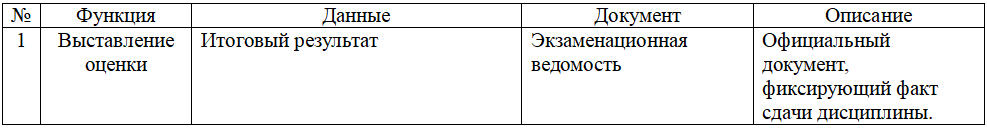 № Функция Данные Документ Описание
1 Выставление Итоговый результат Экзаменационная Официальный
оценки ведомость документ,
фиксирующий факт
сдачи дисциплины.